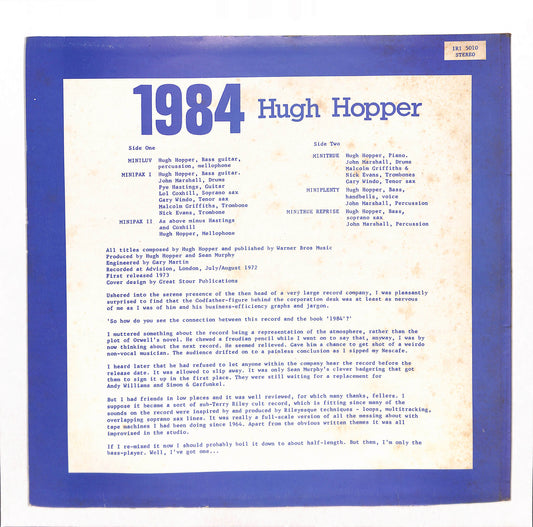 IRI 5010
STEREO
1984 Hugh Hopper
Side One
MINILUV Hugh Hopper, Bass guitar,
percussion, mellophone
MINIPAX I Hugh Hopper, Bass guitar.
John Marshall, Drums
Pye Hastings, Guitar
Lol Coxhill, Soprano sax
Gary Windo, Tenor sax
Malcolm Griffiths, Trombone
Nick Evans, Trombone
MINIPAX II As above minus Hastings
and Coxhill
Hugh Hopper, Mellophone
Side Two
MINITRUE Hugh Hopper, Piano,
John Marshall, Drums
Malcolm Griffiths &
Nick Evans, Trombones
Gary Windo, Tenor sax
MINIPLENTY Hugh Hopper, Bass,
handbells, voice
John Marshall, Percussion
MINITRUE REPRISE Hugh Hopper, Bass,
soprano sax
John Marshall, Percussion
All titles composed by Hugh Hopper and published by Warner Bros Music
Produced by Hugh Hopper and Sean Murphy
Engineered by Gary Martin
Recorded at Advision, London, July/August 1972
First released 1973
Cover design by Great Stour Publications
Ushered into the serene presence of the then head of a very large record company, I was pleasantly
surprised to find that the Godfather-figure behind the corporation desk was at least as nervous
of me as I was of him and his business-efficiency graphs and jargon.
'So how do you see the connection between this record and the book '1984'?'
I muttered something about the record being a representation of the atmosphere, rather than the
plot of Orwell's novel. He chewed a freudian pencil while I went on to say that, anyway, I was by
now thinking about the next record. He seemed relieved. Gave him a chance to get shot of a weirdo
non-vocal musician. The audience drifted on to a painless conclusion as I sipped my Nescafe.
I heard later that he had refused to let anyone within the company hear the record before the
release date. It was allowed to slip away. It was only Sean Murphy's clever badgering that got
them to sign it up in the first place. They were still waiting for a replacement for
Andy Williams and Simon & Garfunkel.
But I had friends in low places and it was well reviewed, for which many thanks, fellers. I
suppose it became a sort of sub-Terry Riley cult record, which is fitting since many of the
sounds on the record were inspired by and produced by Rileyesque techniques - loops, multitracking,
overlapping soprano sax lines. It was really a full-scale version of all the messing about with
tape machines I had been doing since 1964. Apart from the obvious written themes it was all
improvised in the studio.
If I re-mixed it now I should probably boil it down to about half-length. But then, I'm only the
bass-player. Well, I've got one...